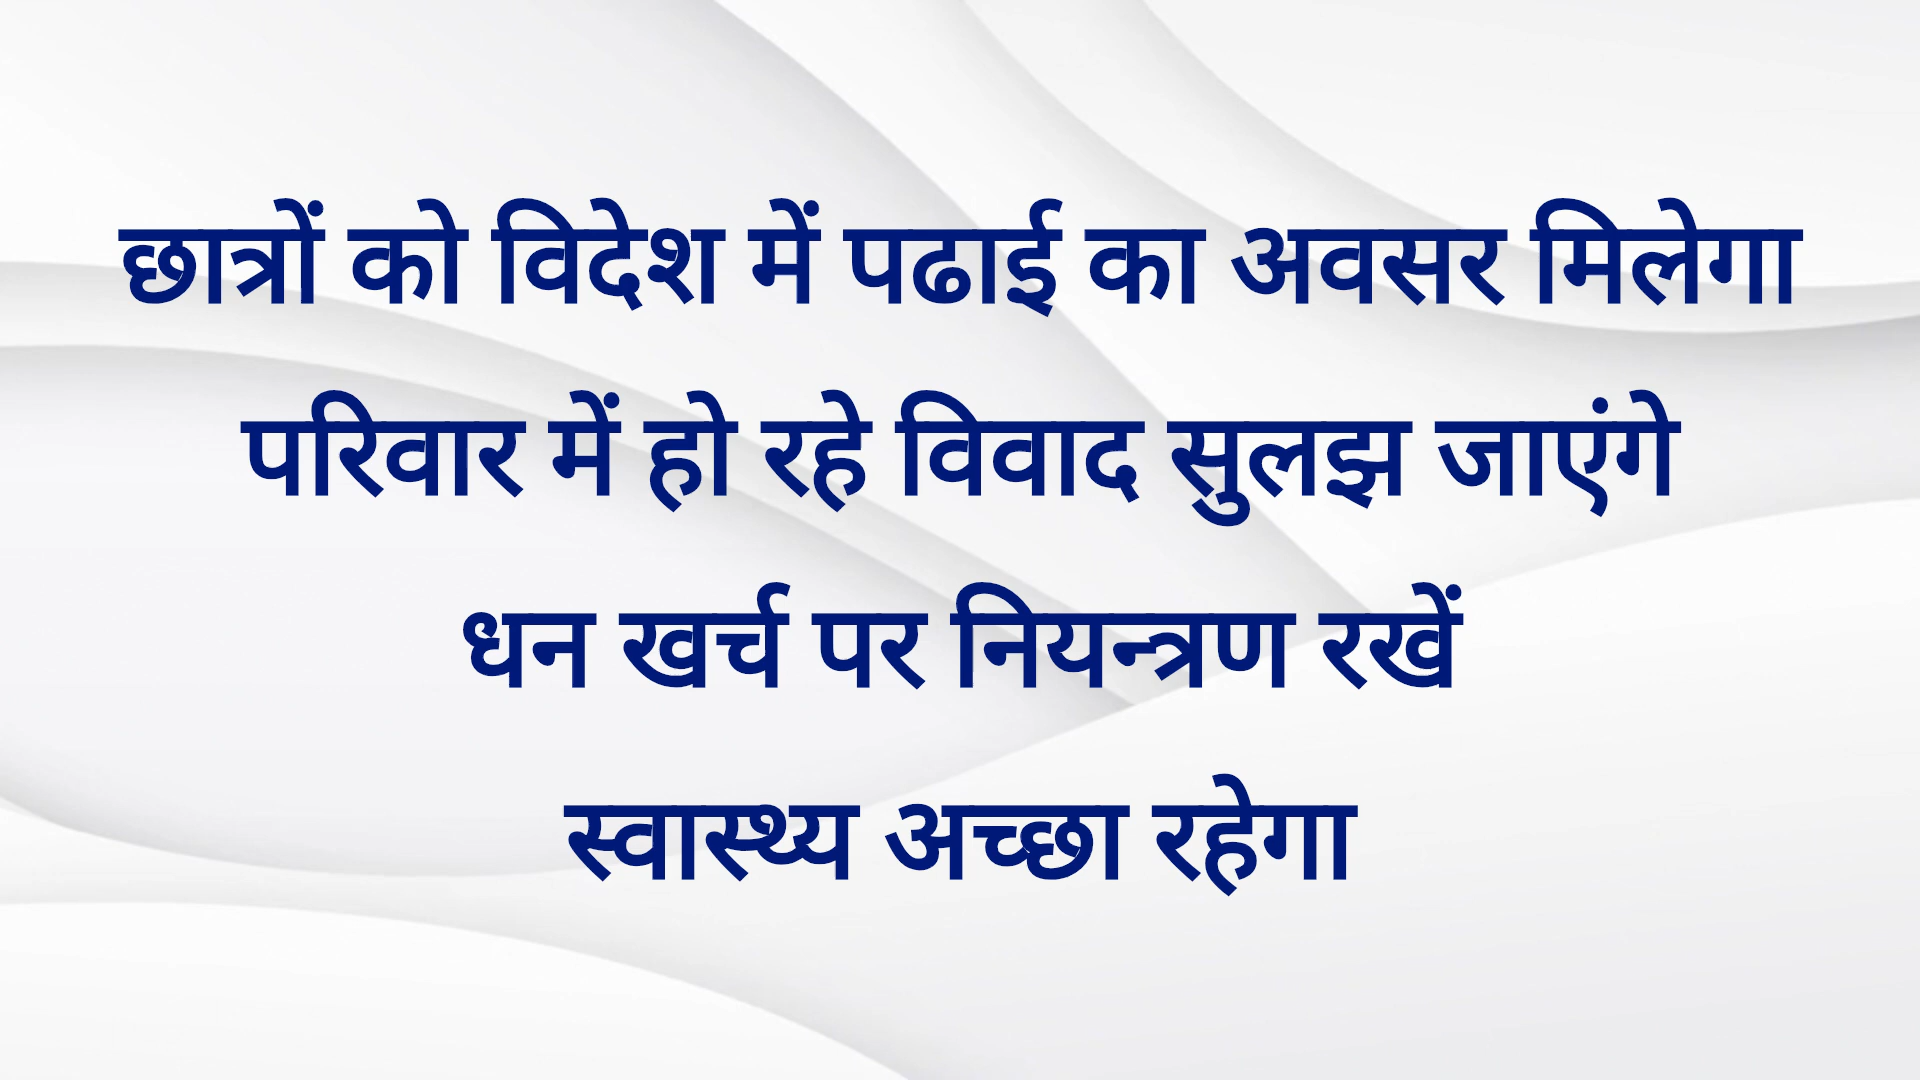 छात्रों को विदेश में पढाई का अवसर मिलेगा
परिवार में हो रहे विवाद सुलझ जाएंगे
धन खर्च पर नियन्त्रण रखें
स्वास्थ्य अच्छा रहेगा